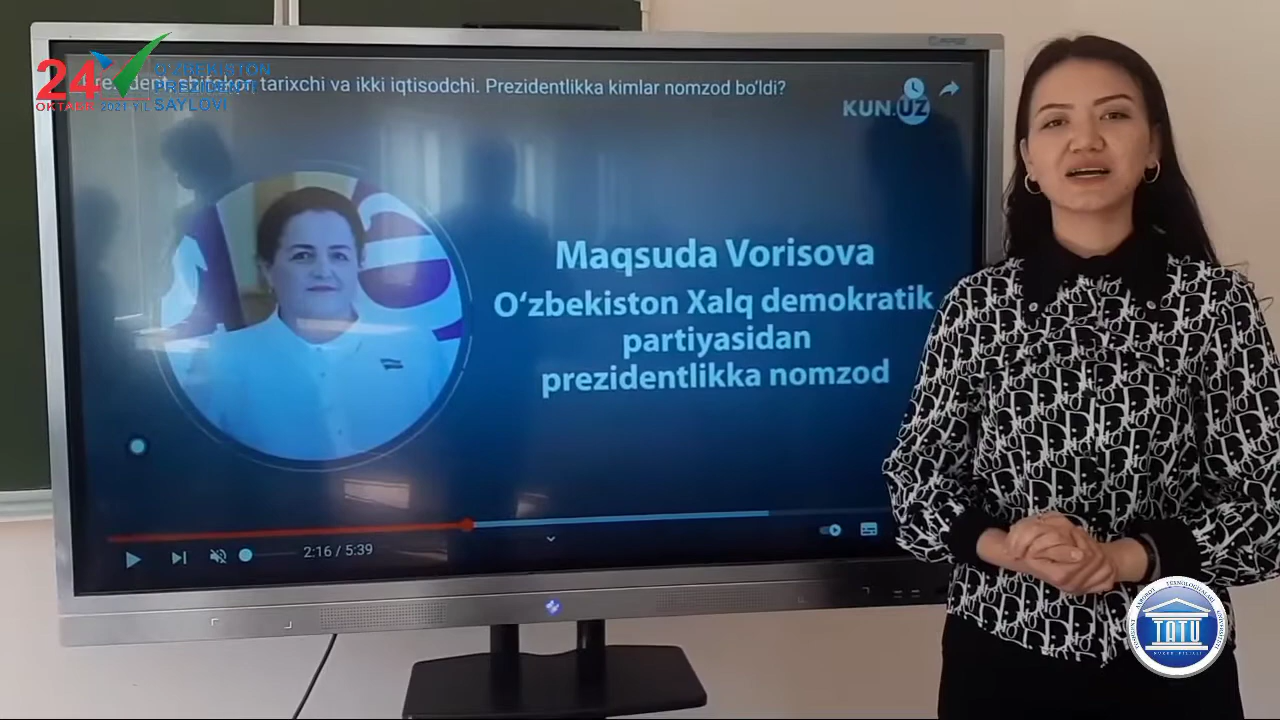 24
OKTABR
2021 YIL
O'ZBEKISTON
PREZIDENTI
SAYLOVI
tarixchi va ikki iqtisodchi. Prezidentlikka kimlar nomzod bo'ldi?
KUN.UZ
Maqsuda Vorisova
O'zbekiston Xalq demokratik
partiyasidan
prezidentlikka nomzod
2:16 / 5:39
TATU